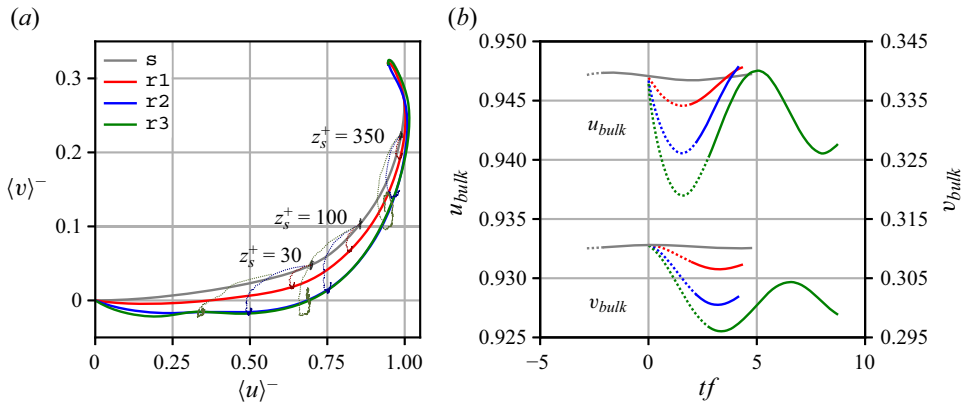 (a)
s
r1
r2
r3
0.3
0.2
0.1
0
⟨v⟩⁻
z_s^+ = 350
z_s^+ = 100
z_s^+ = 30
0 0.25 0.50 0.75 1.00
⟨u⟩⁻
(b)
0.950
0.945
0.940
0.935
0.930
0.925
u_bulk
u_bulk
v_bulk
0.345
0.335
0.325
0.315
0.305
0.295
v_bulk
−5 0 5 10
tf